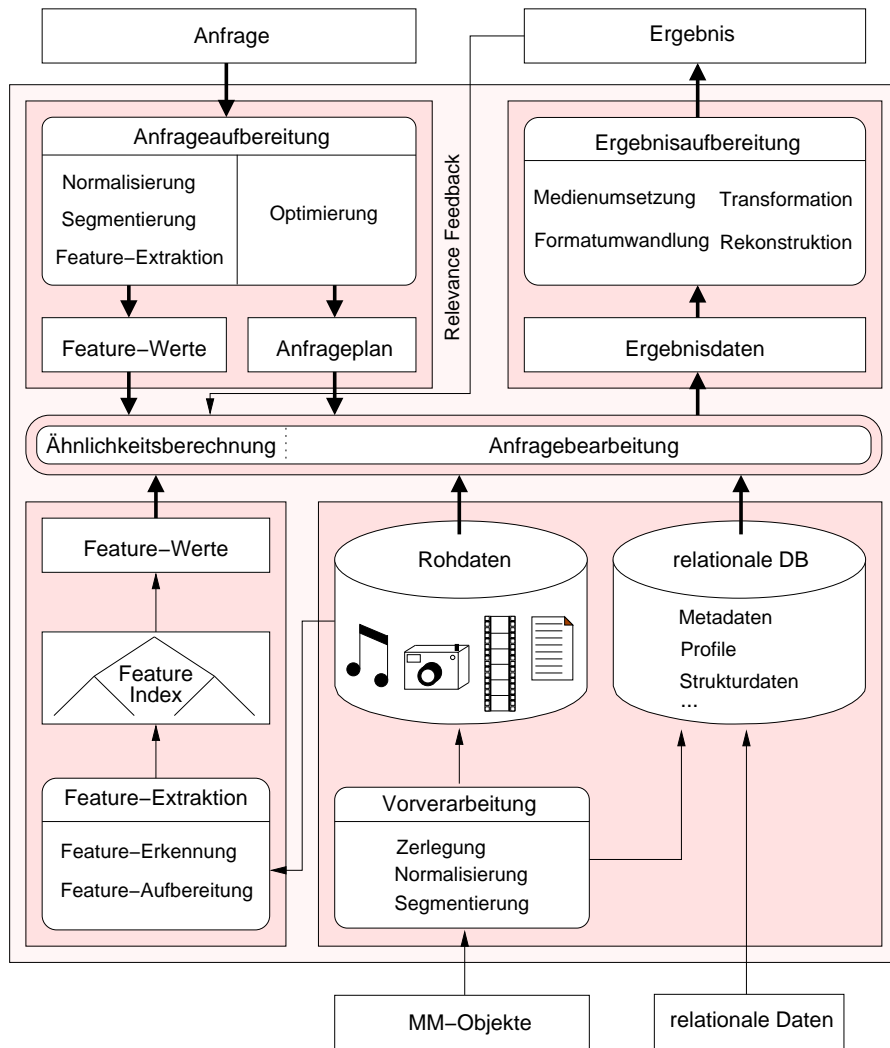 Anfrage
Ergebnis
Anfrageaufbereitung
Normalisierung
Segmentierung
Feature−Extraktion
Optimierung
Relevance Feedback
Ergebnisaufbereitung
Medienumsetzung
Transformation
Formatumwandlung
Rekonstruktion
Feature−Werte
Anfrageplan
Ergebnisdaten
Ähnlichkeitsberechnung
Anfragebearbeitung
Feature−Werte
Feature
Index
Feature−Extraktion
Feature−Erkennung
Feature−Aufbereitung
Rohdaten
relationale DB
Metadaten
Profile
Strukturdaten
...
Vorverarbeitung
Zerlegung
Normalisierung
Segmentierung
MM−Objekte
relationale Daten